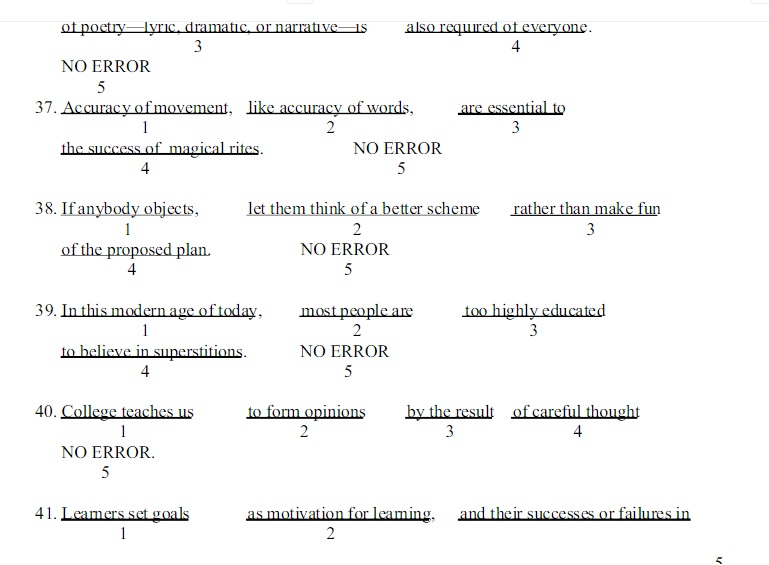 of poetry—lyric, dramatic, or narrative—is also required of everyone.
3 4
NO ERROR
5
37. Accuracy of movement, like accuracy of words, are essential to
1 2 3
the success of magical rites. NO ERROR
4 5
38. If anybody objects, let them think of a better scheme rather than make fun
1 2 3
of the proposed plan. NO ERROR
4 5
39. In this modern age of today, most people are too highly educated
1 2 3
to believe in superstitions. NO ERROR
4 5
40. College teaches us to form opinions by the result of careful thought
1 2 3 4
NO ERROR.
5
41. Learners set goals as motivation for learning, and their successes or failures in
1 2